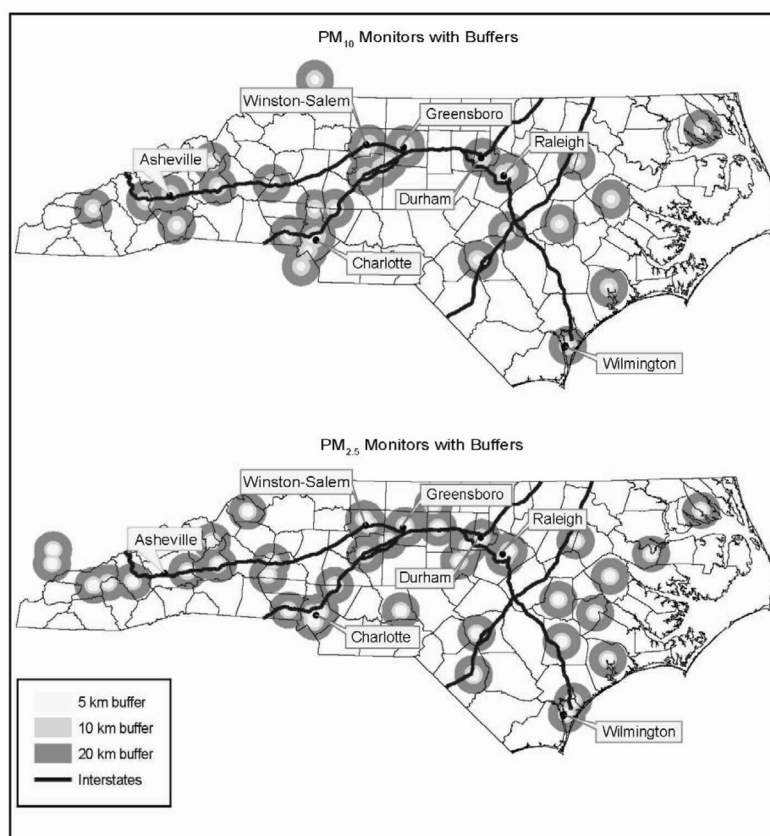 PM10 Monitors with Buffers
Winston-Salem
Greensboro
Asheville
Raleigh
Durham
Charlotte
Wilmington
PM2.5 Monitors with Buffers
Winston-Salem
Greensboro
Asheville
Raleigh
Durham
Charlotte
Wilmington
5 km buffer
10 km buffer
20 km buffer
Interstates